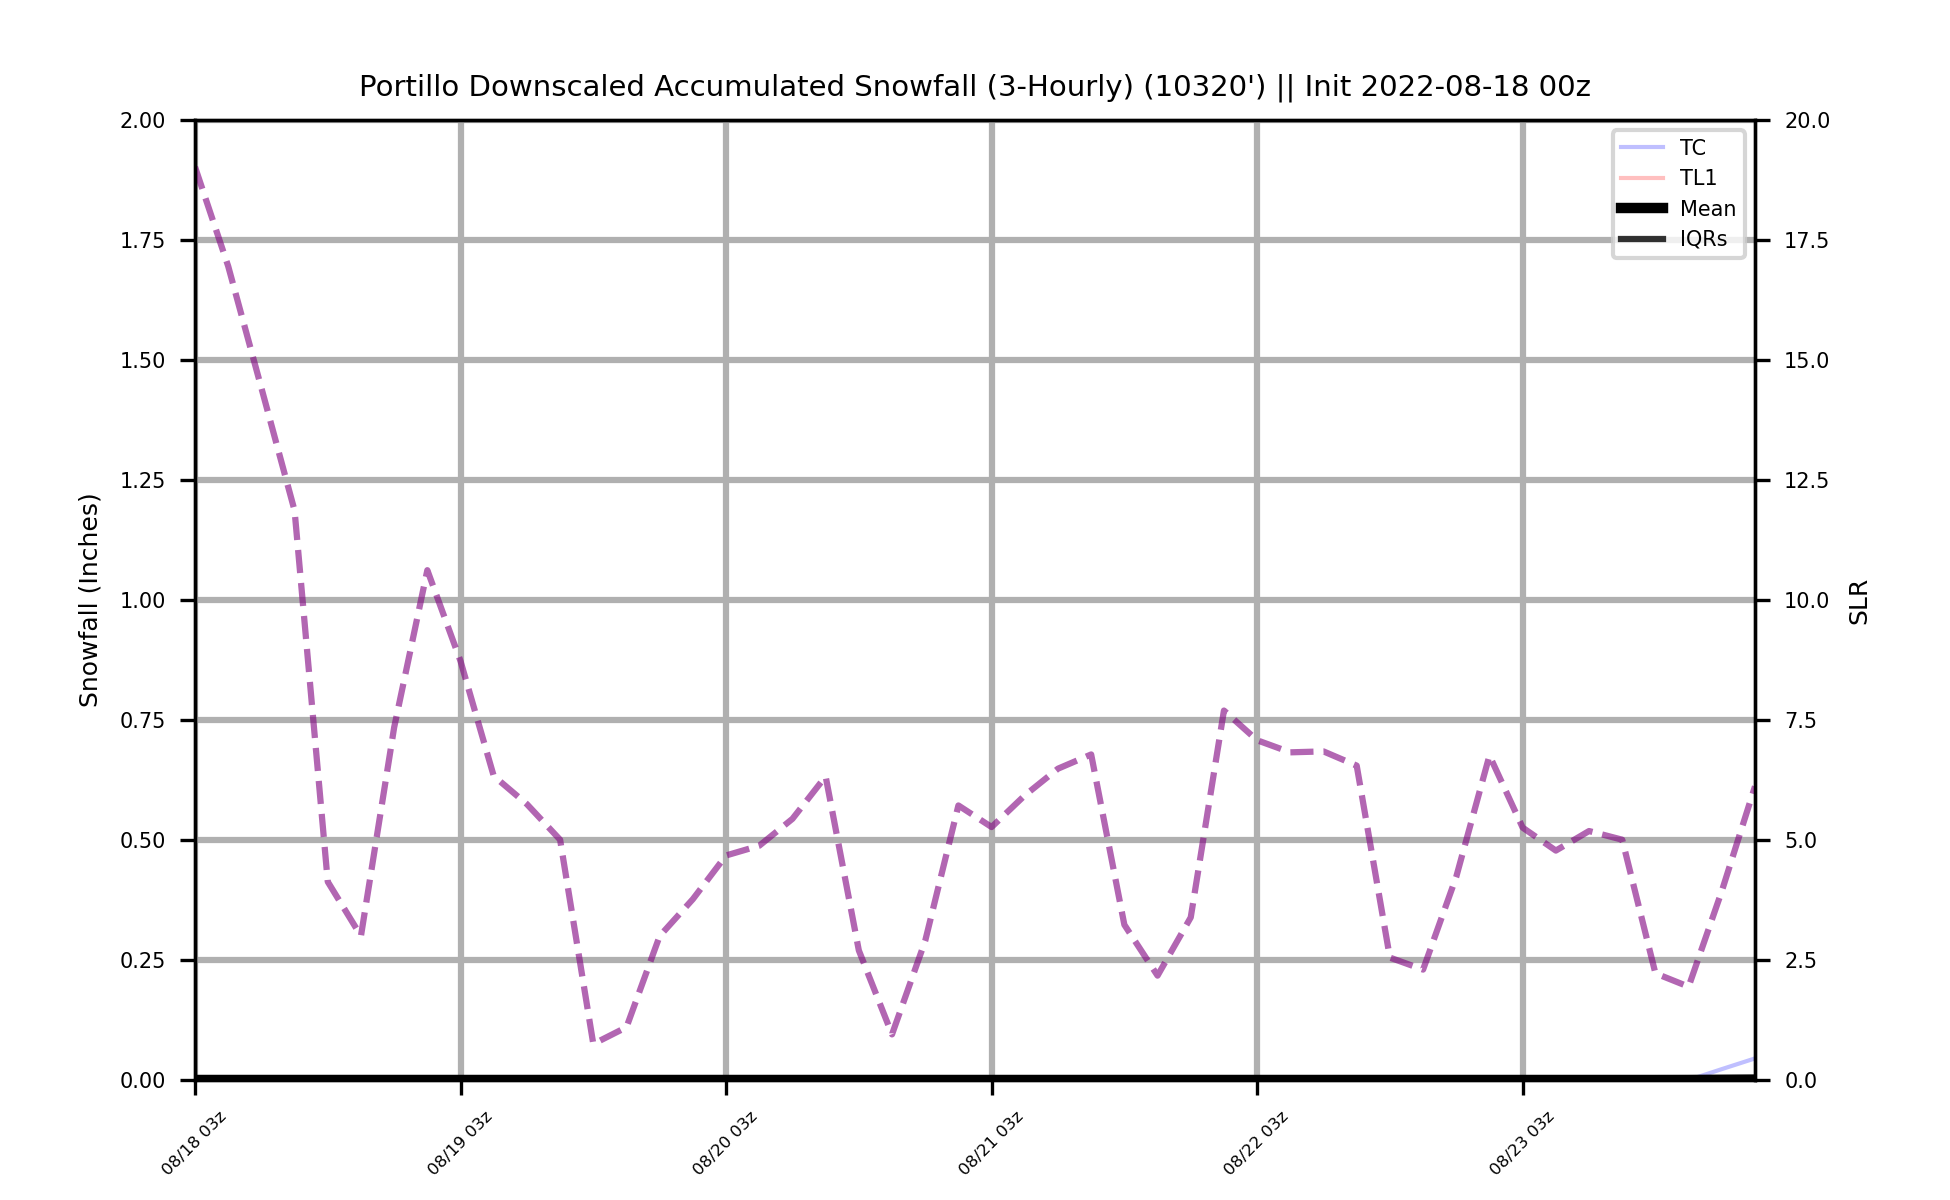 Portillo Downscaled Accumulated Snowfall (3-Hourly) (10320') || Init 2022-08-18 00z
2.00
1.75
1.50
1.25
1.00
0.75
0.50
0.25
0.00
Snowfall (Inches)
TC
TL1
Mean
IQRs
20.0
17.5
15.0
12.5
10.0
7.5
5.0
2.5
0.0
SLR
08/18 03z
08/19 03z
08/20 03z
08/21 03z
08/22 03z
08/23 03z